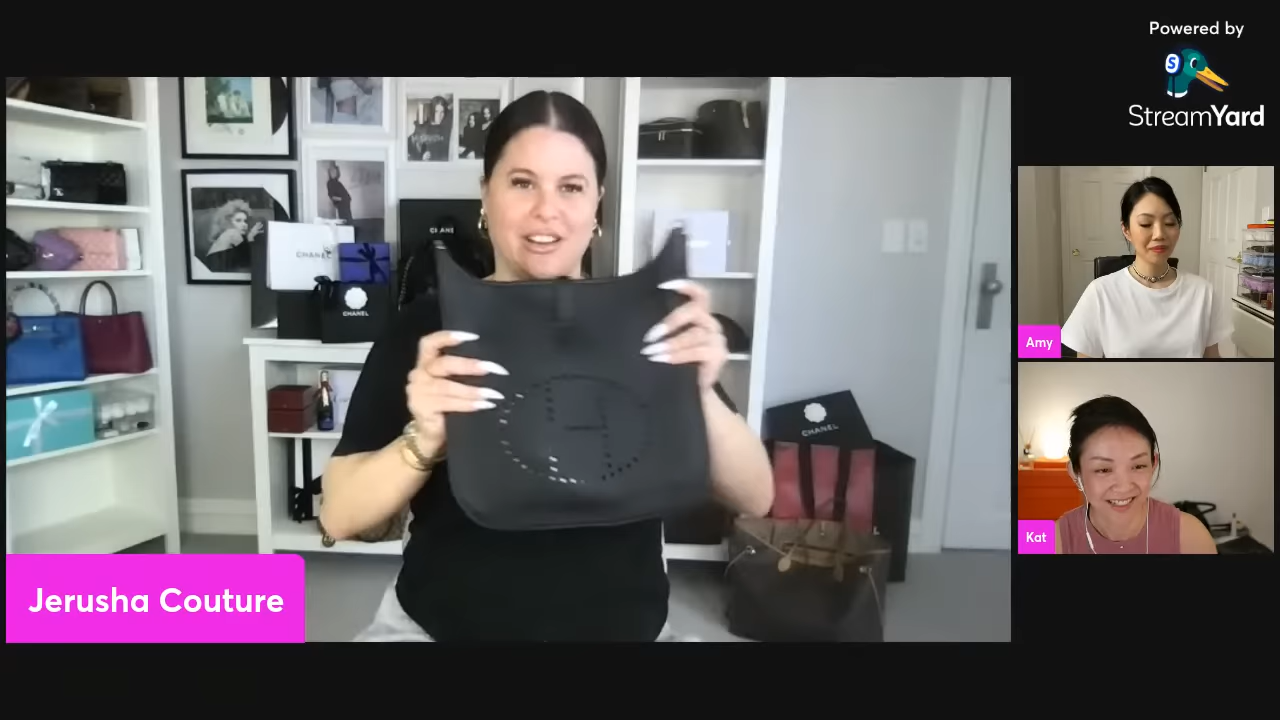 Powered by
StreamYard
CHANEL
CHANEL
CHANEL
Amy
Kat
Jerusha Couture